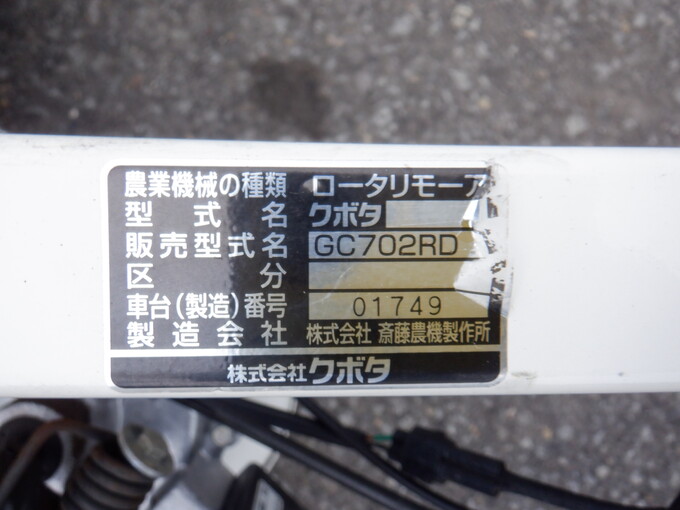 農業機械の種類 ロータリモーア
型式名 クボタ
販売型式名 GC702RD
区分
車台(製造)番号 01749
製造会社 株式会社 斎藤農機製作所
株式会社クボタ